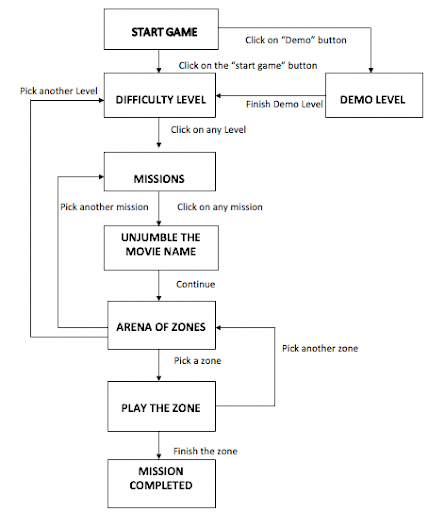 START GAME
Click on “Demo” button
Click on the “start game” button
Pick another Level
DIFFICULTY LEVEL
Finish Demo Level
DEMO LEVEL
Click on any Level
MISSIONS
Pick another mission
Click on any mission
UNJUMBLE THE
MOVIE NAME
Continue
ARENA OF ZONES
Pick another zone
Pick a zone
PLAY THE ZONE
Finish the zone
MISSION
COMPLETED